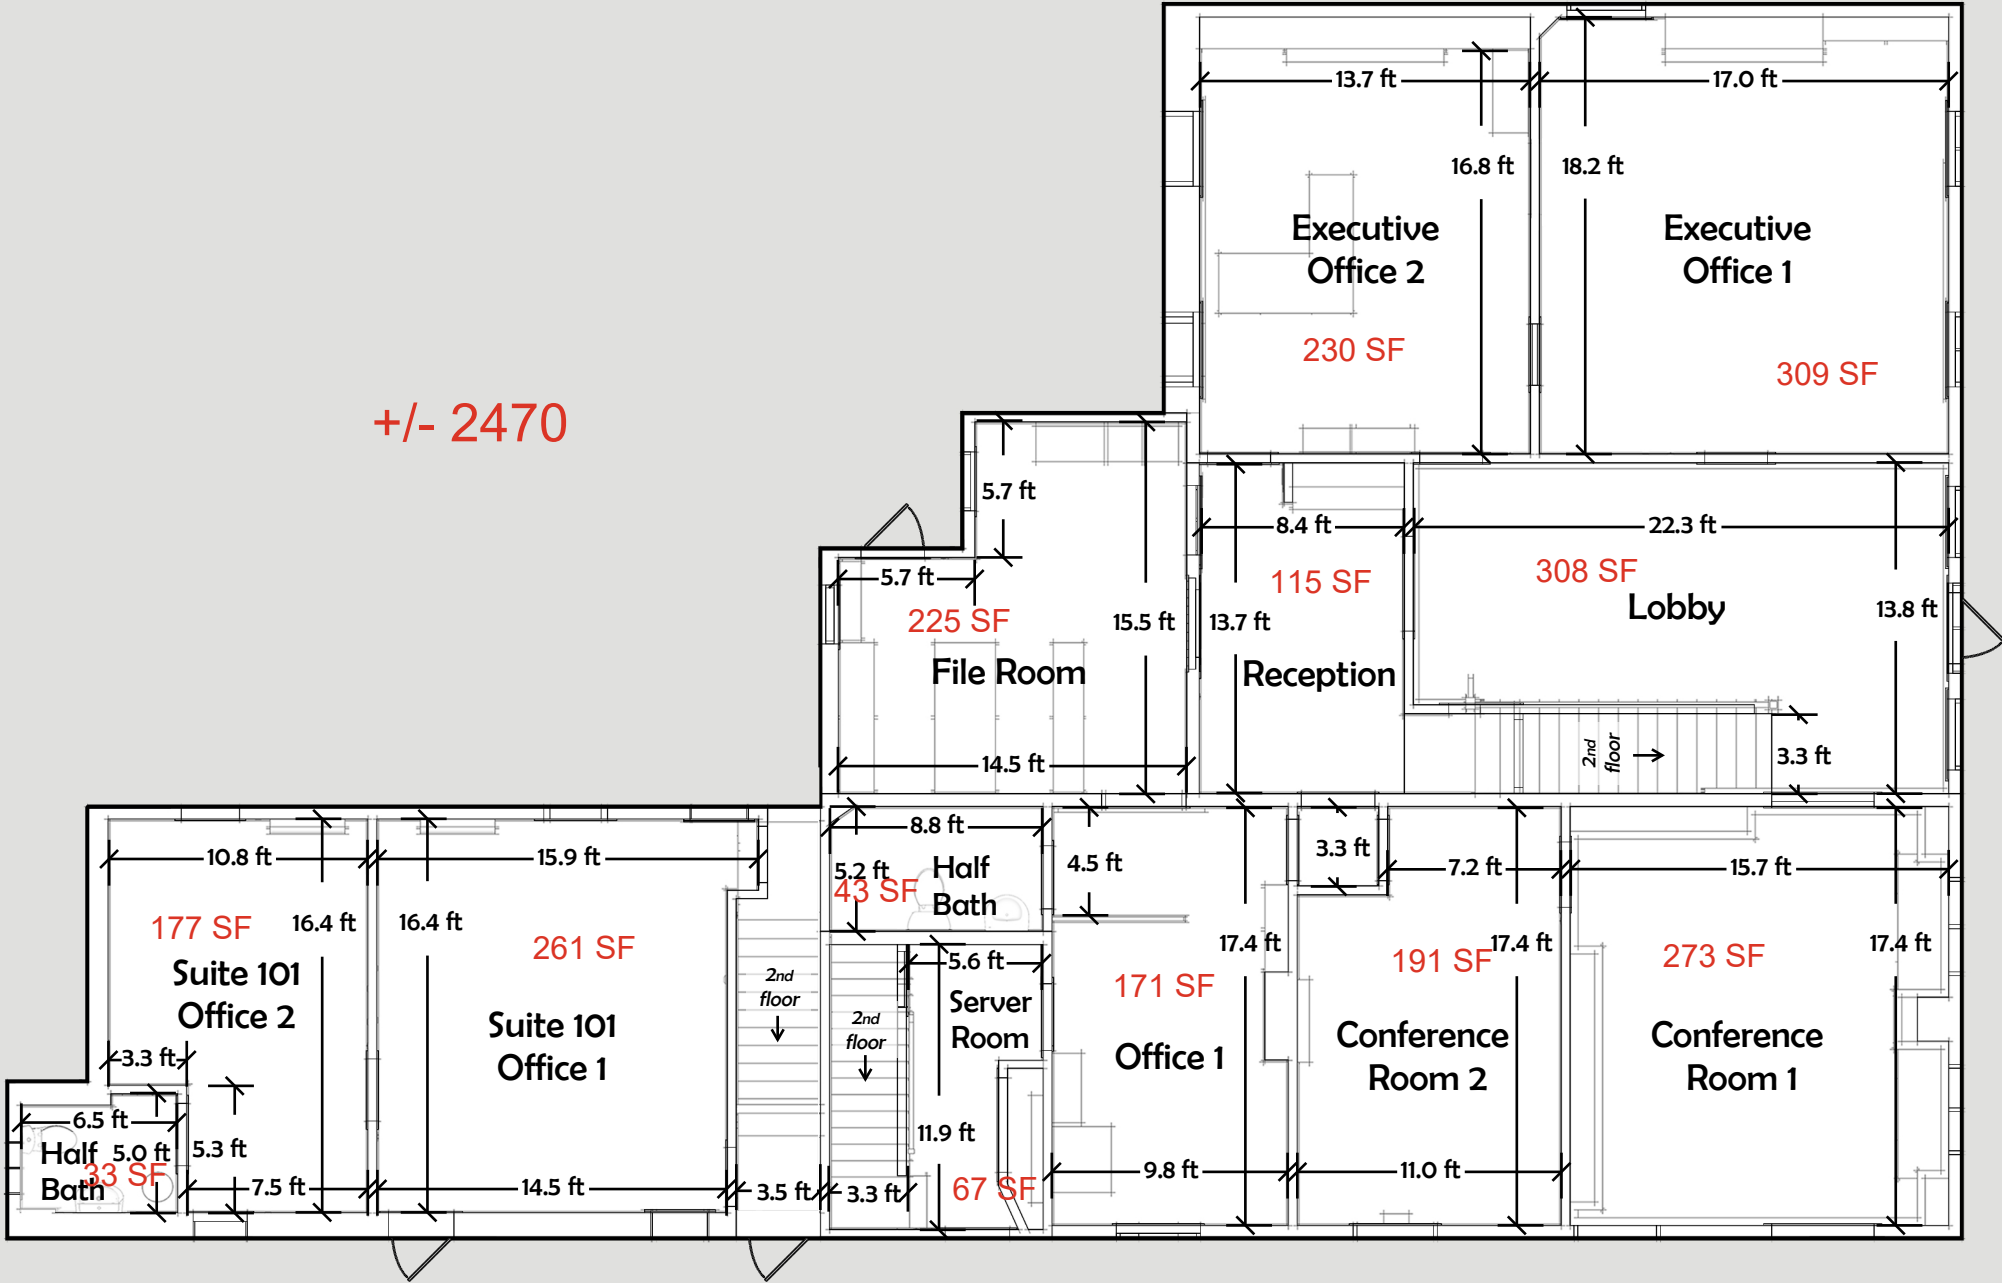 13.7 ft
17.0 ft
16.8 ft
18.2 ft
Executive
Office 2
Executive
Office 1
230 SF
309 SF
+/- 2470
5.7 ft
8.4 ft
22.3 ft
5.7 ft
225 SF
15.5 ft
13.7 ft
115 SF
308 SF
Lobby
13.8 ft
File Room
Reception
14.5 ft
2nd
floor
3.3 ft
10.8 ft
15.9 ft
8.8 ft
5.2 ft
Half
Bath
43 SF
4.5 ft
3.3 ft
7.2 ft
15.7 ft
177 SF
16.4 ft
16.4 ft
261 SF
17.4 ft
17.4 ft
17.4 ft
191 SF
273 SF
Suite 101
Office 2
2nd
floor
5.6 ft
171 SF
Server
Room
Suite 101
Office 1
2nd
floor
Office 1
Conference
Room 2
Conference
Room 1
3.3 ft
6.5 ft
Half
Bath
5.0 ft
5.3 ft
33 SF
11.9 ft
7.5 ft
14.5 ft
3.5 ft
3.3 ft
67 SF
9.8 ft
11.0 ft